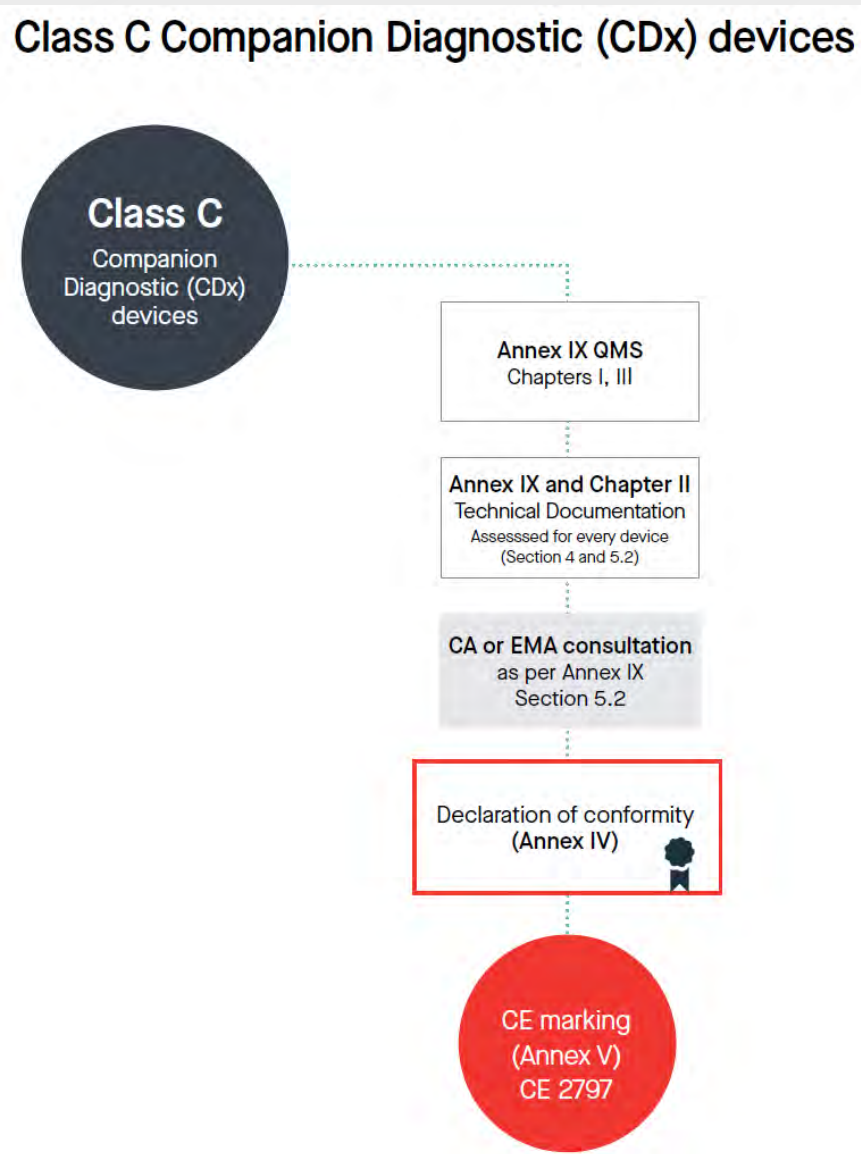 Class C Companion Diagnostic (CDx) devices
Class C
Companion
Diagnostic (CDx)
devices
Annex IX QMS
Chapters I, III
Annex IX and Chapter II
Technical Documentation
Assesssed for every device
(Section 4 and 5.2)
CA or EMA consultation
as per Annex IX
Section 5.2
Declaration of conformity
(Annex IV)
CE marking
(Annex V)
CE 2797